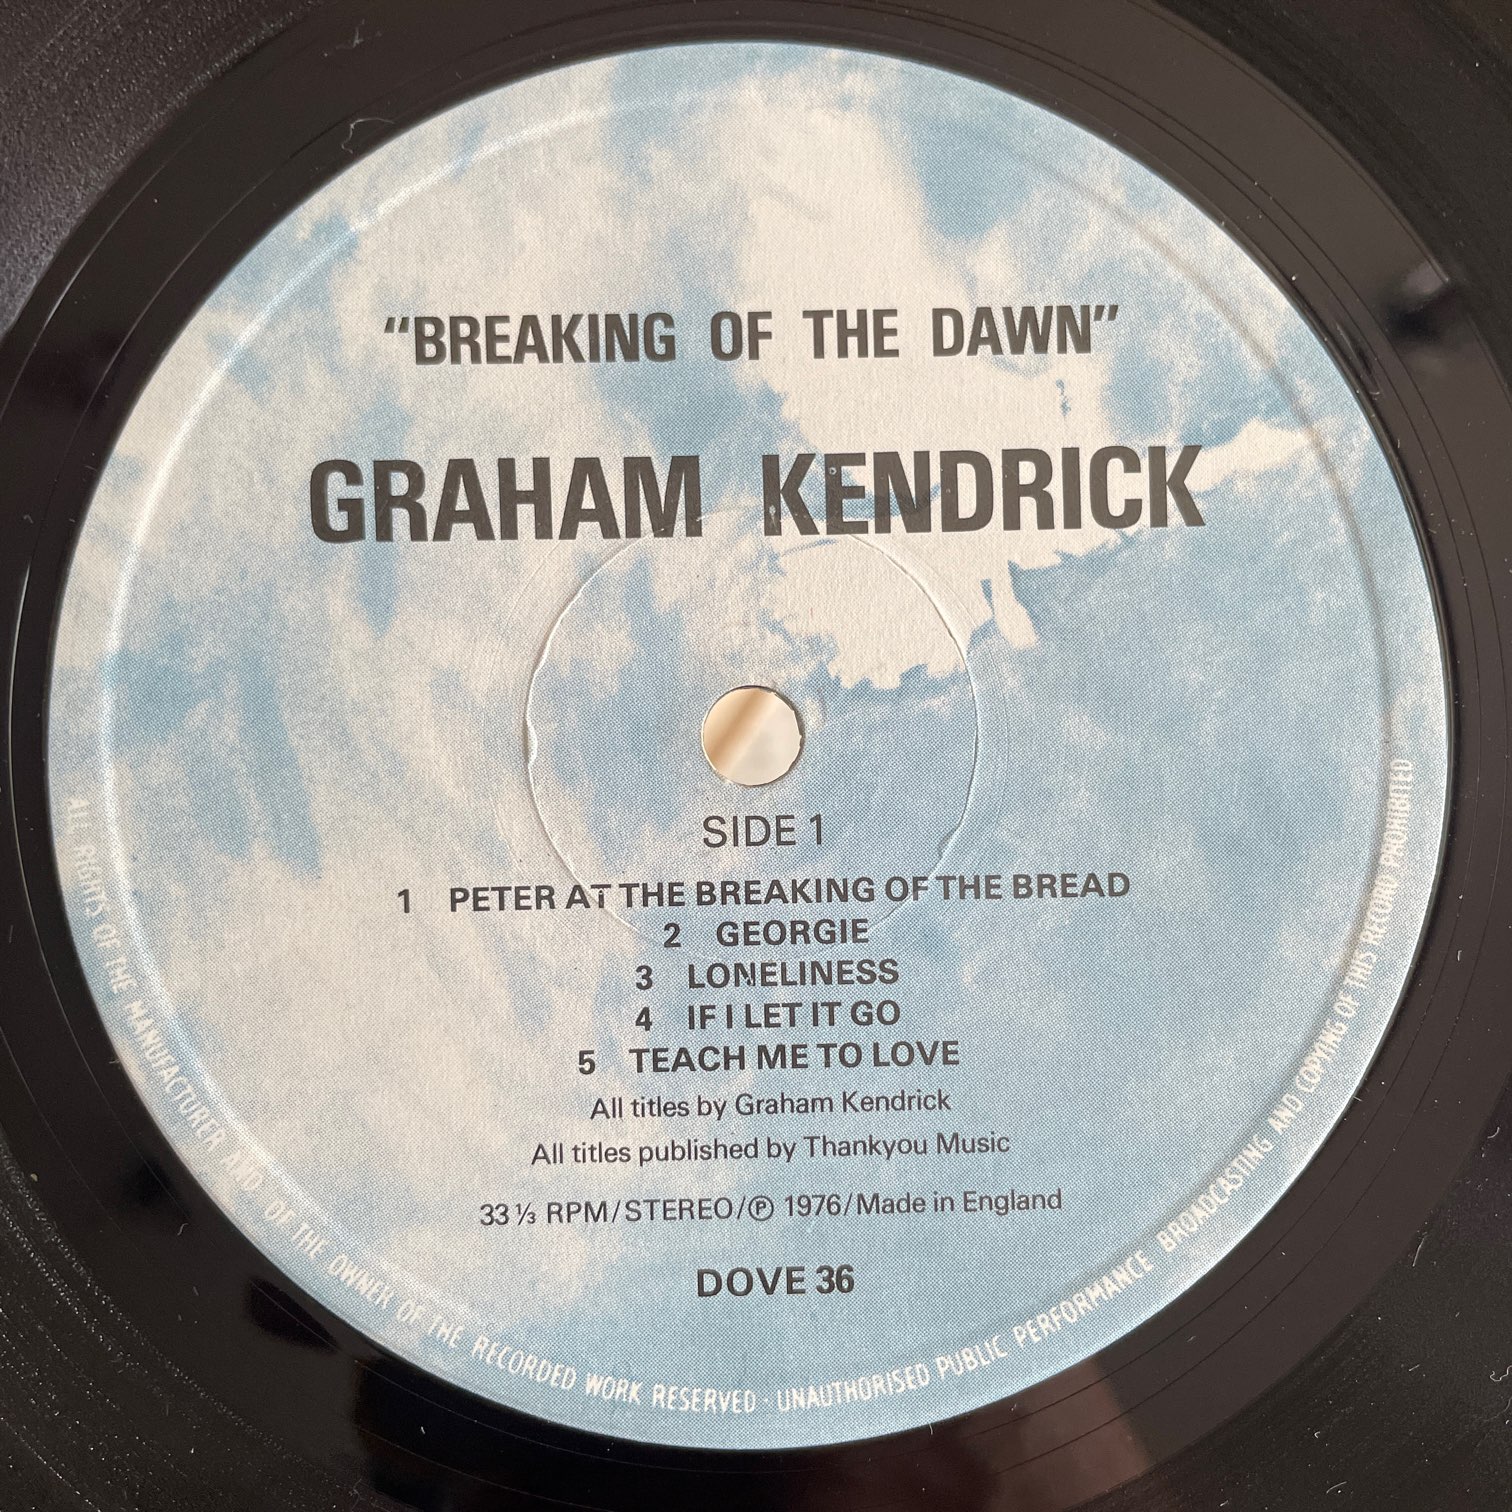 “BREAKING OF THE DAWN”
GRAHAM KENDRICK
SIDE 1
1 PETER AT THE BREAKING OF THE BREAD
2 GEORGIE
3 LONELINESS
4 IF I LET IT GO
5 TEACH ME TO LOVE
All titles by Graham Kendrick
All titles published by Thankyou Music
33 ⅓ RPM/STEREO/℗ 1976/Made in England
DOVE 36
ALL RIGHTS OF THE MANUFACTURER AND OF THE OWNER OF THE RECORDED WORK RESERVED · UNAUTHORISED PUBLIC PERFORMANCE BROADCASTING AND COPYING OF THIS RECORD PROHIBITED